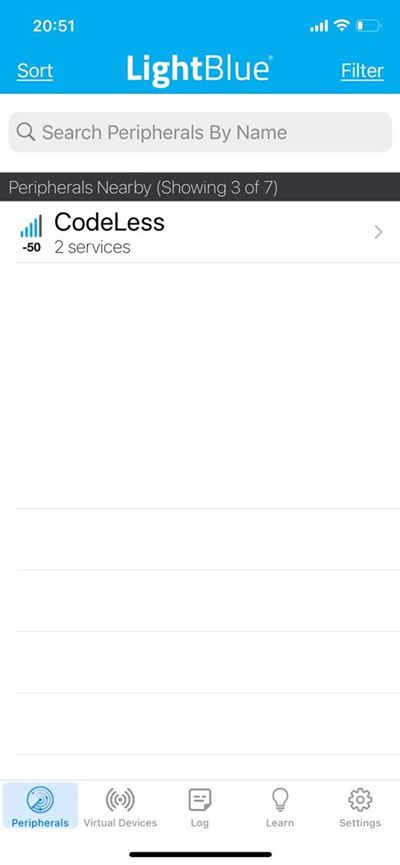 20:51
Sort LightBlue® Filter
Search Peripherals By Name
Peripherals Nearby (Showing 3 of 7)
CodeLess
-50 2 services
Peripherals Virtual Devices Log Learn Settings